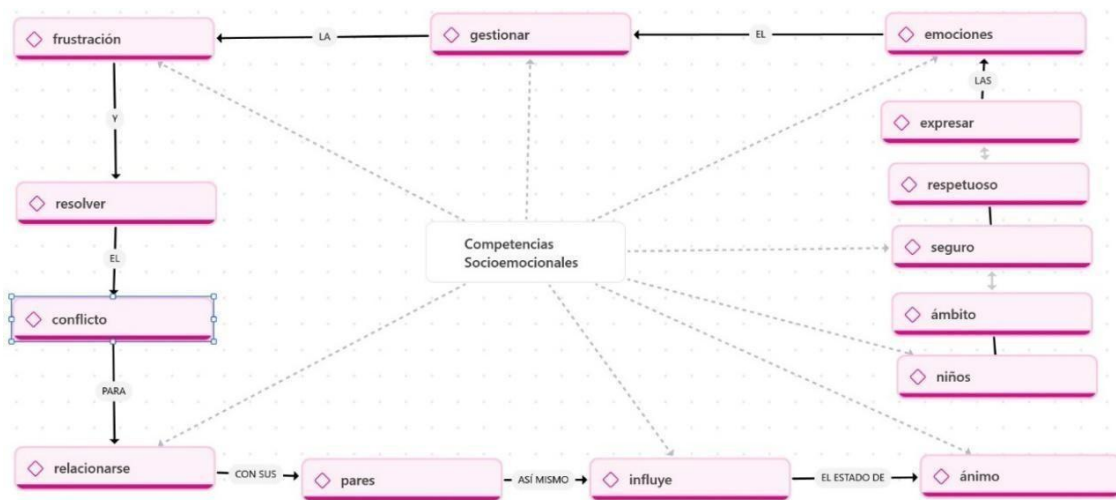 frustración
LA
gestionar
EL
emociones
LAS
expresar
Y
respetuoso
resolver
Competencias
Socioemocionales
seguro
EL
conflicto
ámbito
niños
PARA
relacionarse
CON SUS
pares
ASÍ MISMO
influye
EL ESTADO DE
ánimo